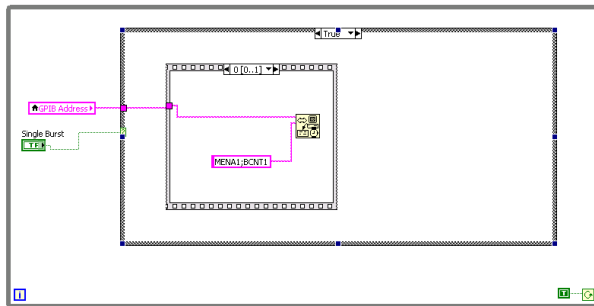 True
0 [0..1]
GPIB Address
Single Burst
TF
MENA1;BCNT1
i
T